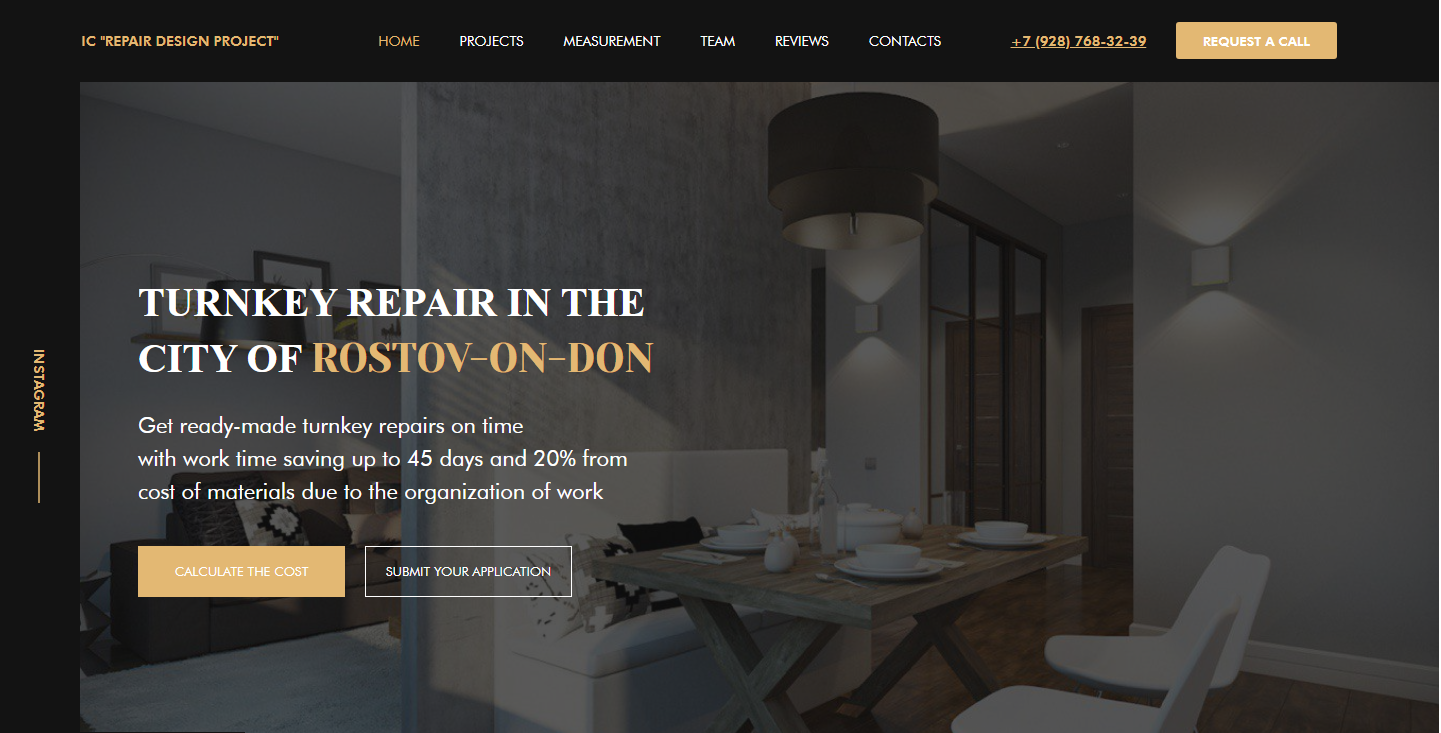 IC "REPAIR DESIGN PROJECT"
HOME
PROJECTS
MEASUREMENT
TEAM
REVIEWS
CONTACTS
+7 (928) 768-32-39
REQUEST A CALL
INSTAGRAM
TURNKEY REPAIR IN THE
CITY OF ROSTOV-ON-DON
Get ready-made turnkey repairs on time
with work time saving up to 45 days and 20% from
cost of materials due to the organization of work
CALCULATE THE COST
SUBMIT YOUR APPLICATION